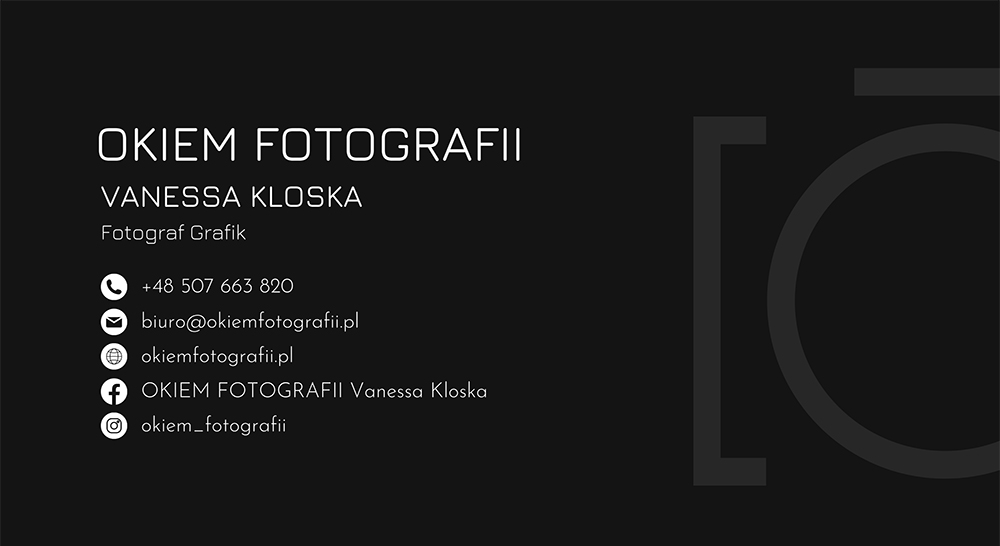 OKIEM FOTOGRAFII
VANESSA KLOSKA
Fotograf Grafik
+48 507 663 820
biuro@okiemfotografii.pl
okiemfotografii.pl
OKIEM FOTOGRAFII Vanessa Kloska
okiem_fotografii